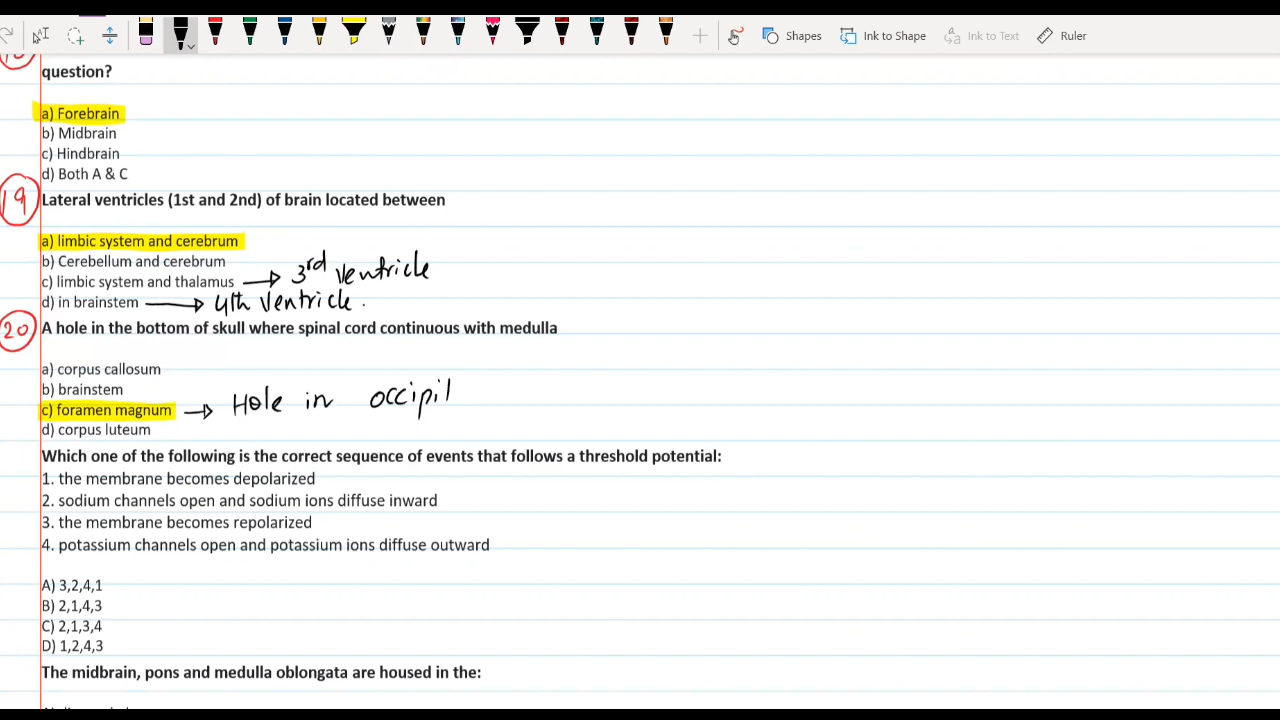 Shapes
Ink to Shape
Ink to Text
Ruler
question?
a) Forebrain
b) Midbrain
c) Hindbrain
d) Both A & C
19
Lateral ventricles (1st and 2nd) of brain located between
a) limbic system and cerebrum
b) Cerebellum and cerebrum
c) limbic system and thalamus → 3rd ventricle
d) in brainstem → 4th ventricle.
20
A hole in the bottom of skull where spinal cord continuous with medulla
a) corpus callosum
b) brainstem
c) foramen magnum → Hole in occipil
d) corpus luteum
Which one of the following is the correct sequence of events that follows a threshold potential:
1. the membrane becomes depolarized
2. sodium channels open and sodium ions diffuse inward
3. the membrane becomes repolarized
4. potassium channels open and potassium ions diffuse outward
A) 3,2,4,1
B) 2,1,4,3
C) 2,1,3,4
D) 1,2,4,3
The midbrain, pons and medulla oblongata are housed in the: